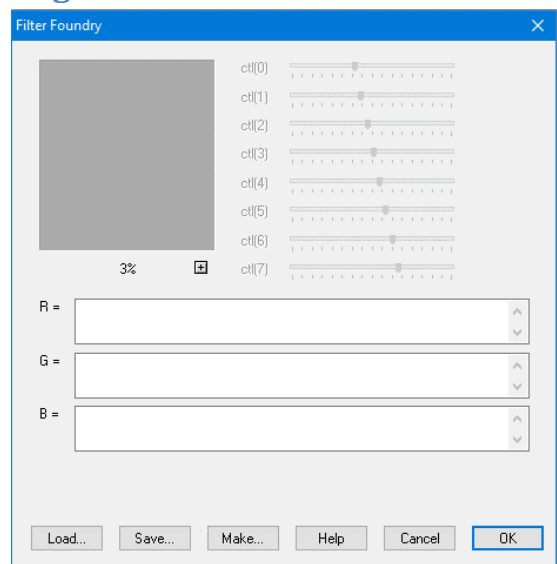 Filter Foundry
ctl(0)
ctl(1)
ctl(2)
ctl(3)
ctl(4)
ctl(5)
ctl(6)
3%
ctl(7)
R =
G =
B =
Load... Save... Make... Help Cancel OK